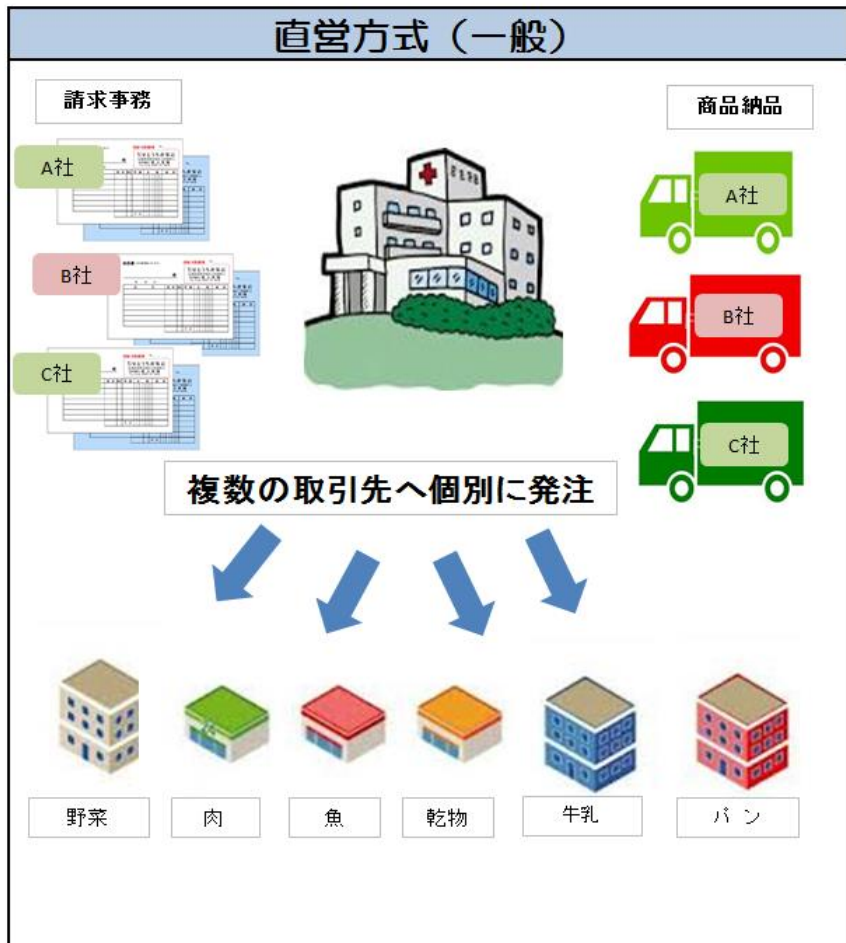 直営方式（一般）
請求事務
商品納品
A社
B社
C社
A社
B社
C社
複数の取引先へ個別に発注
野菜
肉
魚
乾物
牛乳
パン